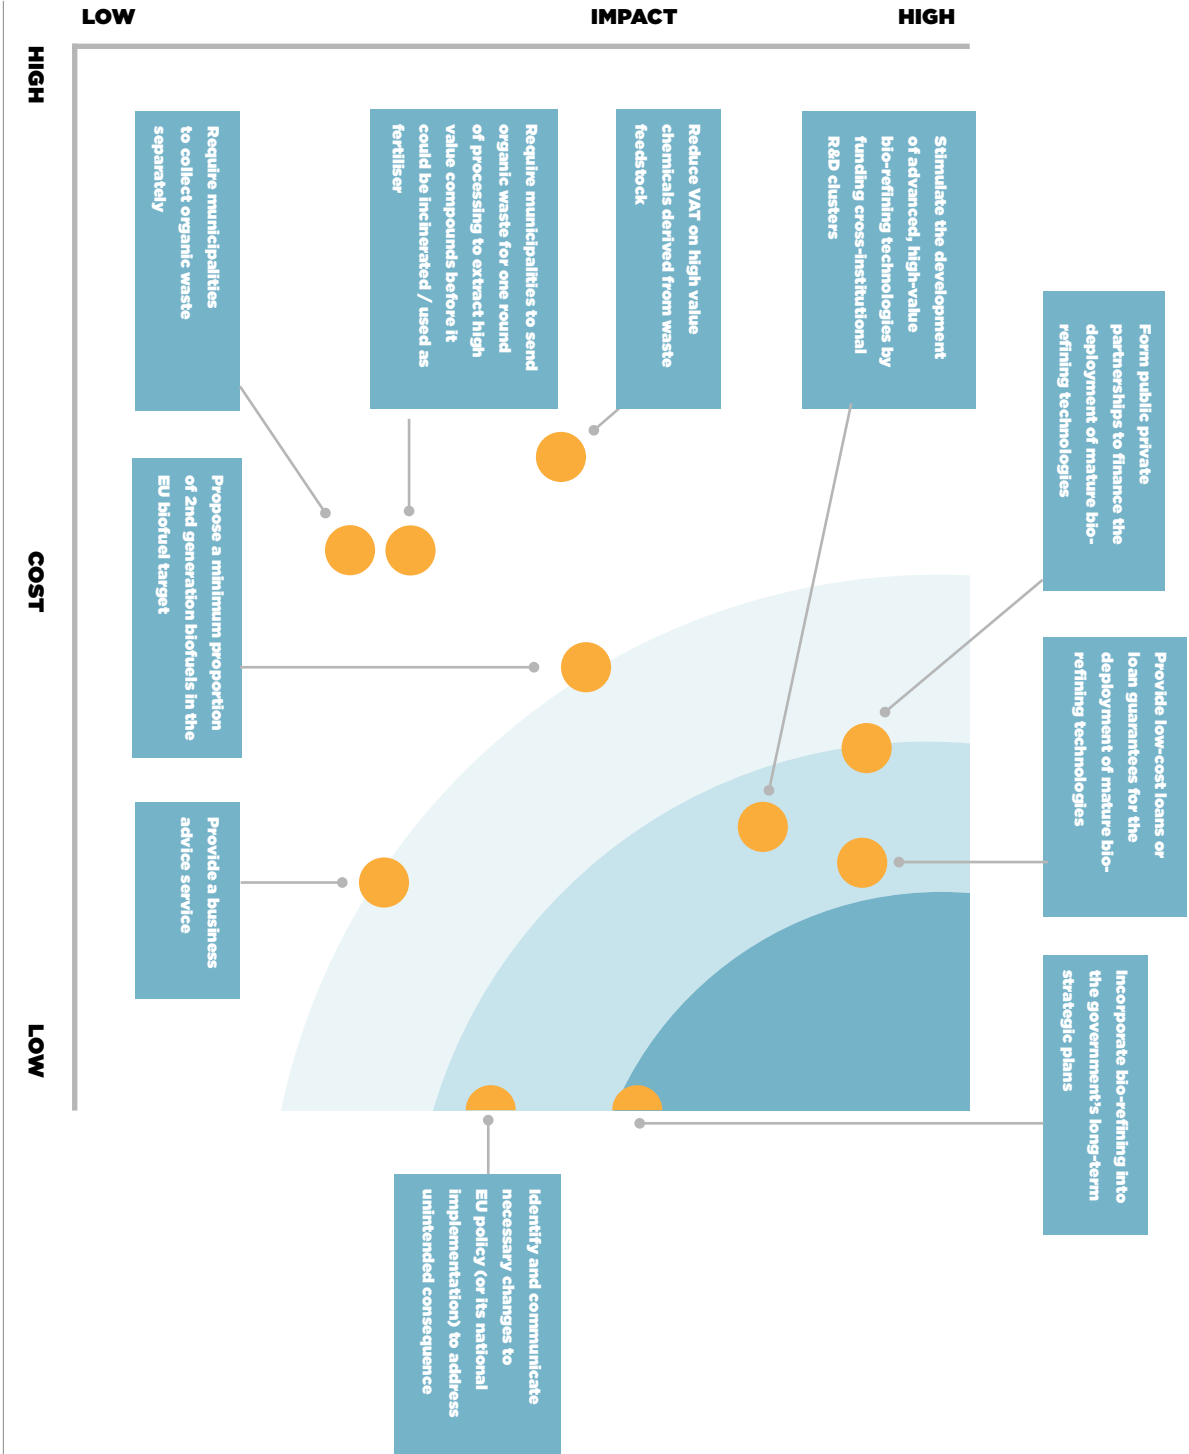 LOW
IMPACT
HIGH
HIGH
COST
LOW
Require municipalities
to collect organic waste
separately
Require municipalities to send
organic waste for one round
of processing to extract high
value compounds before it
could be incinerated / used as
fertiliser
Reduce VAT on high value
chemicals derived from waste
feedstock
Stimulate the development
of advanced, high-value
bio-refining technologies by
funding cross-institutional
R&D clusters
Form public private
partnerships to finance the
deployment of mature bio-
refining technologies
Propose a minimum proportion
of 2nd generation biofuels in the
EU biofuel target
Provide low-cost loans or
loan guarantees for the
deployment of mature bio-
refining technologies
Provide a business
advice service
Incorporate bio-refining into
the government's long-term
strategic plans
Identify and communicate
necessary changes to
EU policy (or its national
implementation) to address
unintended consequence